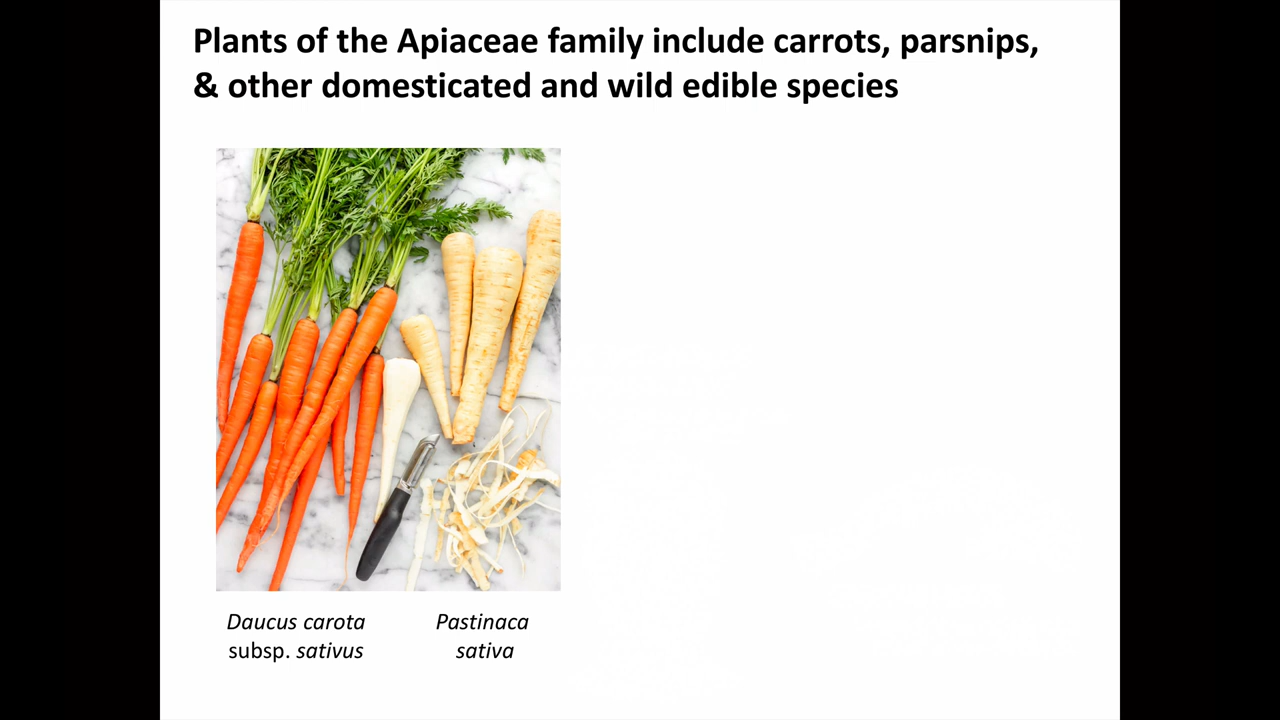 Plants of the Apiaceae family include carrots, parsnips,
& other domesticated and wild edible species
Daucus carota
subsp. sativus
Pastinaca
sativa